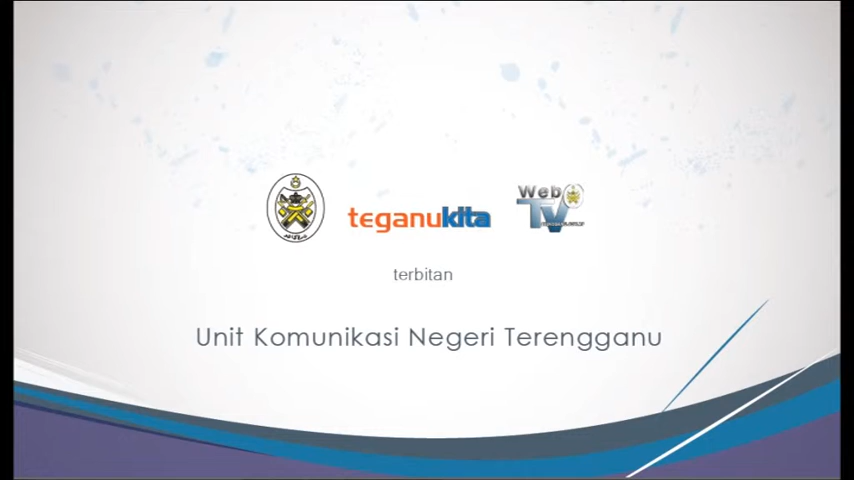 teganukita
Web
TV
terbitan
Unit Komunikasi Negeri Terengganu